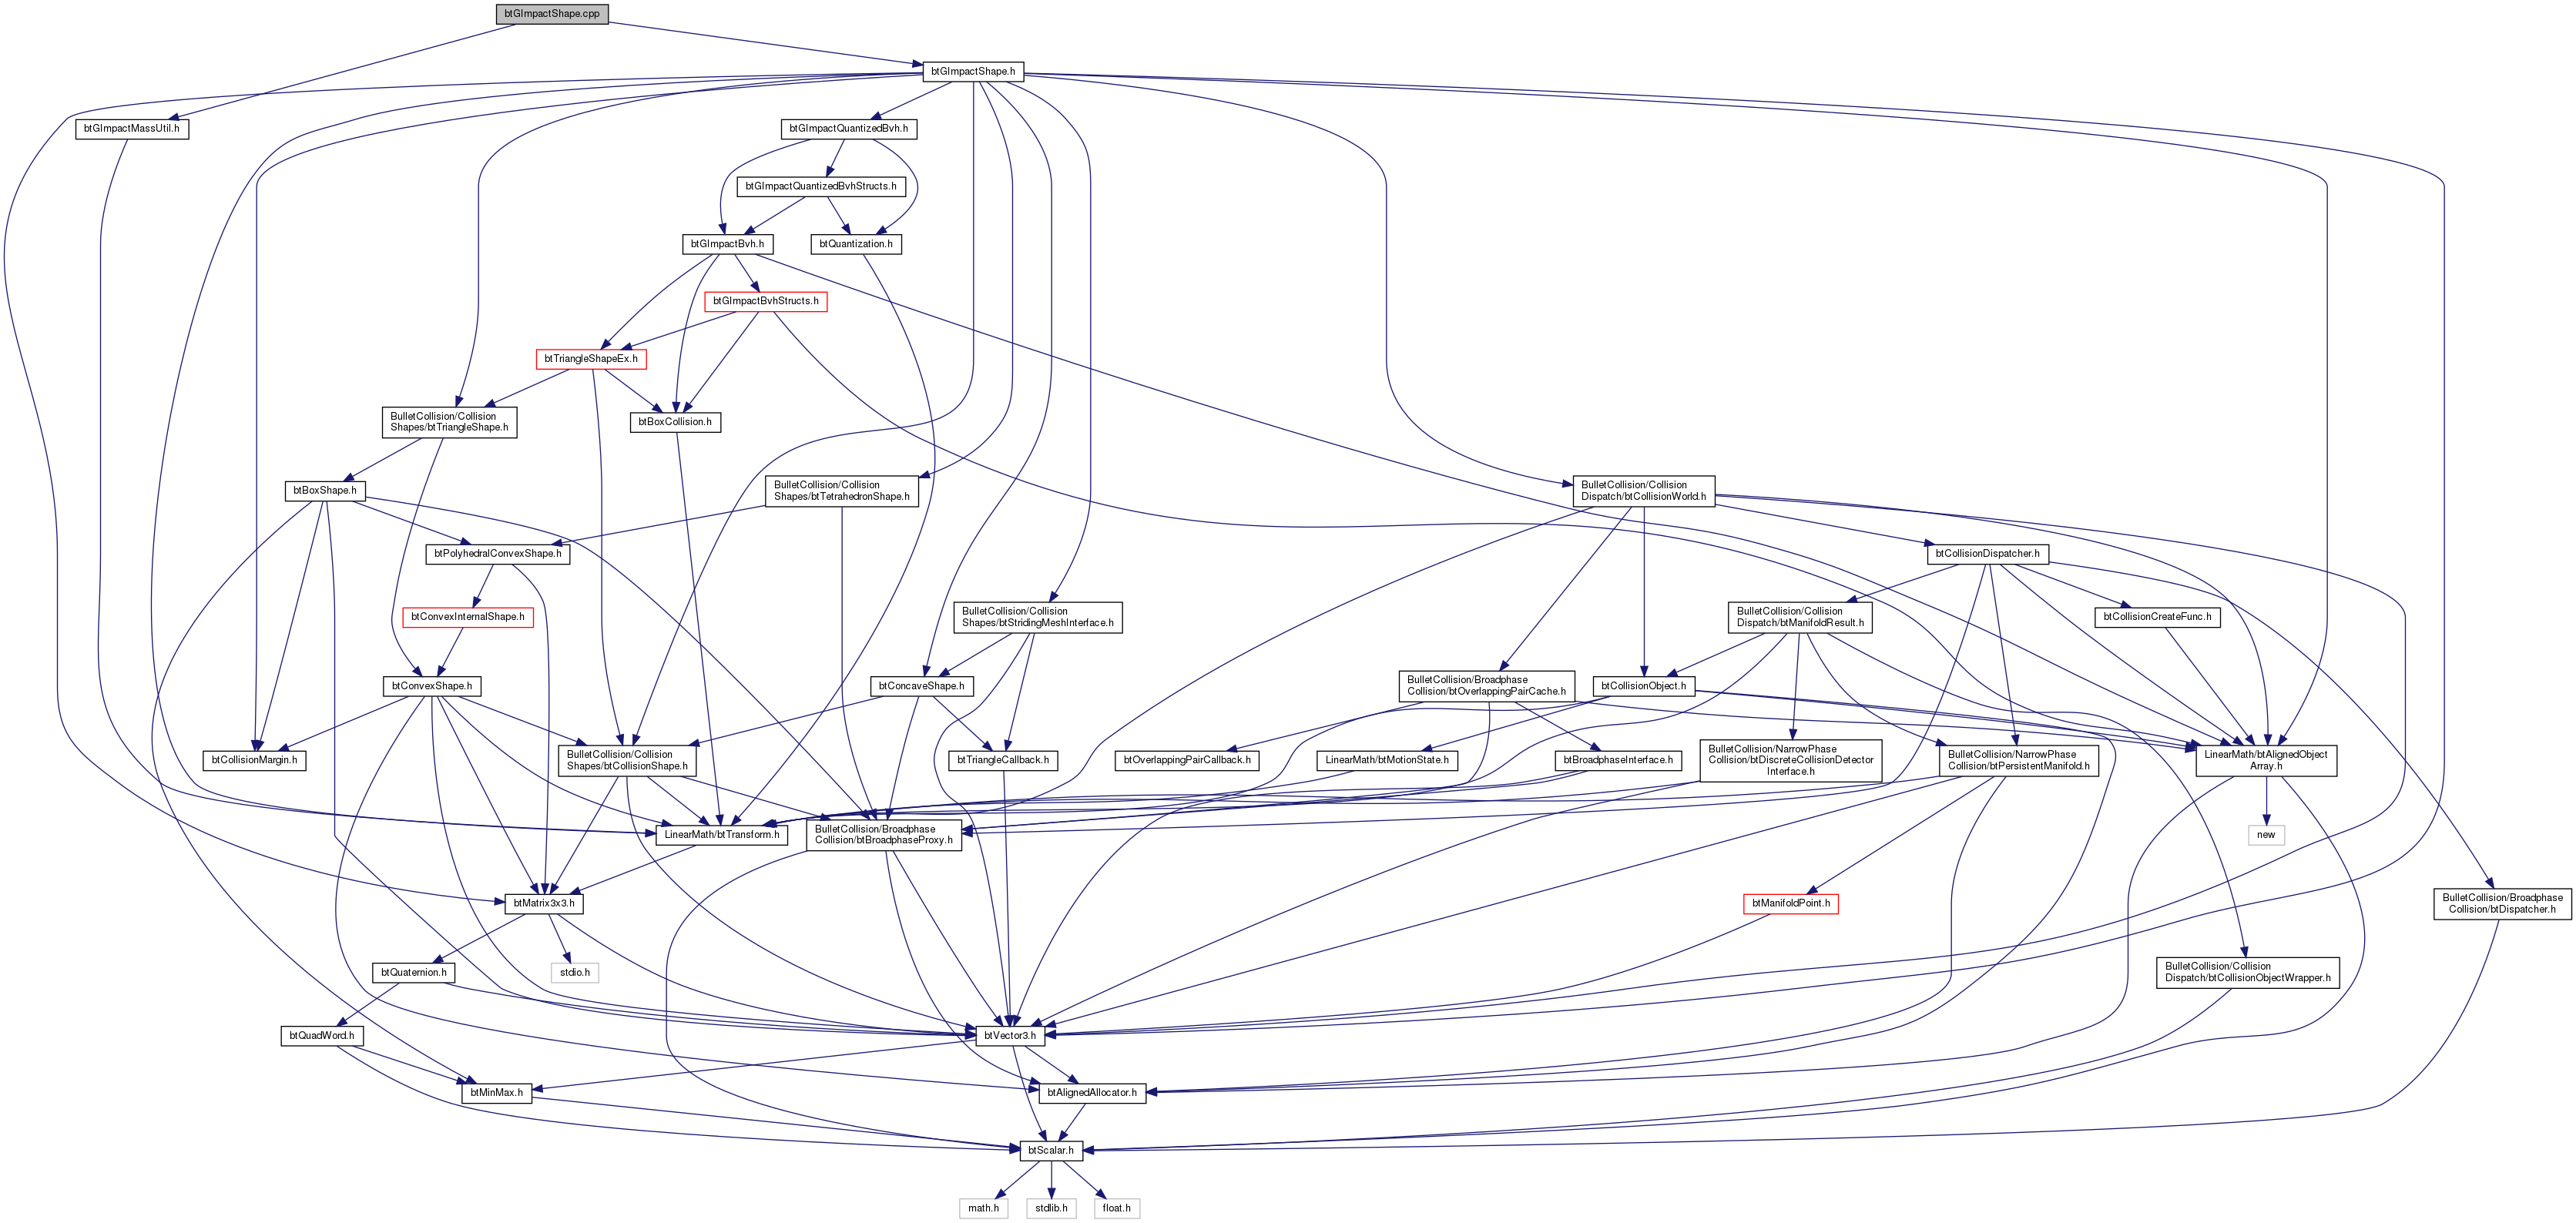 btGImpactShape.cpp
btGImpactShape.h
btGImpactMassUtil.h
btGImpactQuantizedBvh.h
btGImpactQuantizedBvhStructs.h
btGImpactBvh.h
btQuantization.h
btGImpactBvhStructs.h
btTriangleShapeEx.h
BulletCollision/Collision
Shapes/btTriangleShape.h
btBoxCollision.h
btBoxShape.h
BulletCollision/Collision
Shapes/btTetrahedronShape.h
BulletCollision/Collision
Dispatch/btCollisionWorld.h
btPolyhedralConvexShape.h
btCollisionDispatcher.h
btConvexInternalShape.h
BulletCollision/Collision
Shapes/btStridingMeshInterface.h
BulletCollision/Collision
Dispatch/btManifoldResult.h
btCollisionCreateFunc.h
btConvexShape.h
btConcaveShape.h
BulletCollision/Broadphase
Collision/btOverlappingPairCache.h
btCollisionObject.h
btCollisionMargin.h
BulletCollision/Collision
Shapes/btCollisionShape.h
btTriangleCallback.h
btOverlappingPairCallback.h
LinearMath/btMotionState.h
btBroadphaseInterface.h
BulletCollision/NarrowPhase
Collision/btDiscreteCollisionDetector
Interface.h
BulletCollision/NarrowPhase
Collision/btPersistentManifold.h
LinearMath/btAlignedObject
Array.h
LinearMath/btTransform.h
BulletCollision/Broadphase
Collision/btBroadphaseProxy.h
new
btMatrix3x3.h
btManifoldPoint.h
BulletCollision/Broadphase
Collision/btDispatcher.h
btQuaternion.h
stdio.h
BulletCollision/Collision
Dispatch/btCollisionObjectWrapper.h
btQuadWord.h
btVector3.h
btMinMax.h
btAlignedAllocator.h
btScalar.h
math.h
stdlib.h
float.h